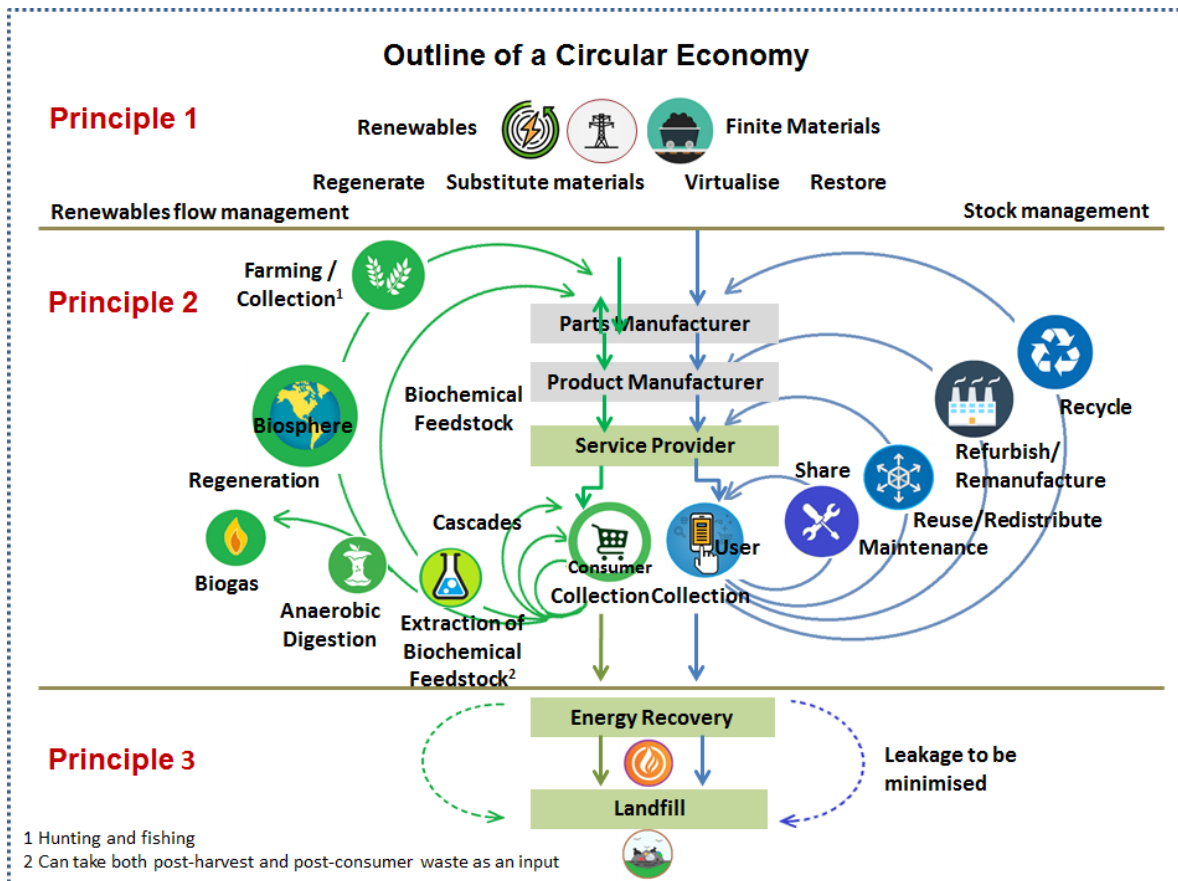 Outline of a Circular Economy
Principle 1
Renewables
Finite Materials
Regenerate Substitute materials Virtualise Restore
Renewables flow management
Stock management
Principle 2
Farming /
Collection1
Parts Manufacturer
Product Manufacturer
Biochemical
Feedstock
Service Provider
Biosphere
Regeneration
Recycle
Refurbish/
Remanufacture
Share
Reuse/Redistribute
Maintenance
Cascades
Consumer
User
Collection
Collection
Biogas
Anaerobic
Digestion
Extraction of
Biochemical
Feedstock2
Principle 3
Energy Recovery
Leakage to be
minimised
Landfill
1 Hunting and fishing
2 Can take both post-harvest and post-consumer waste as an input